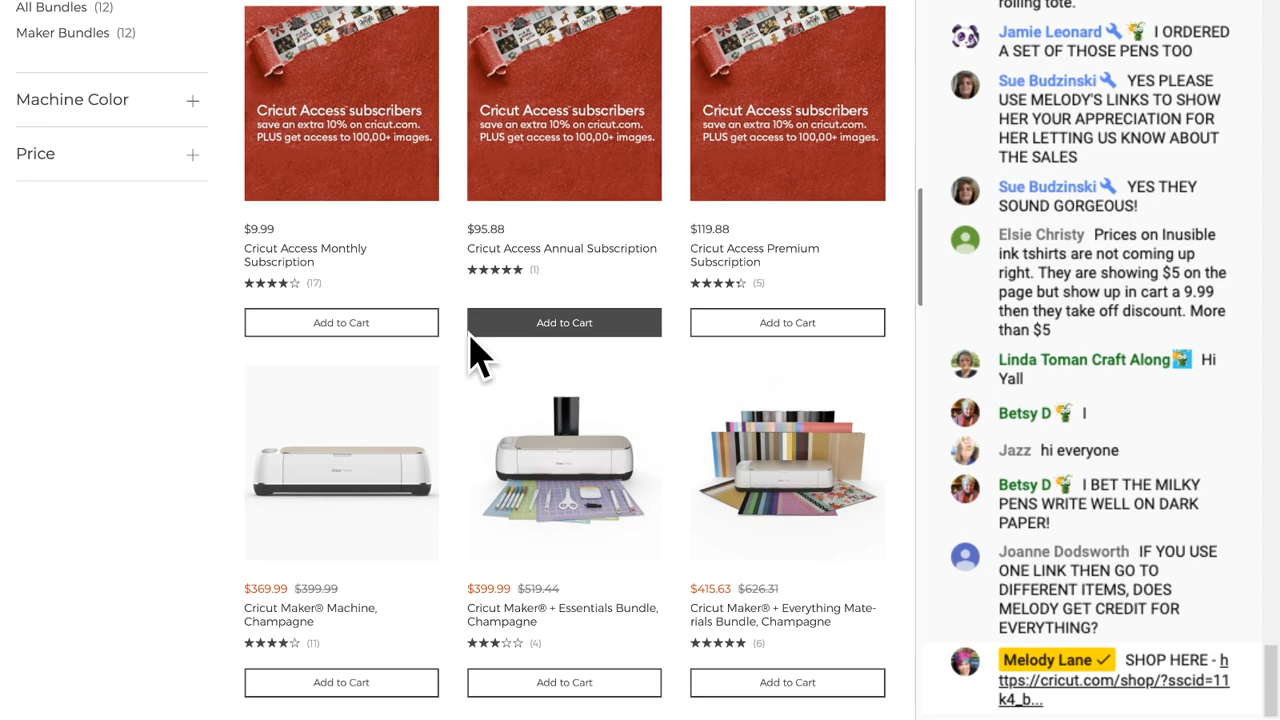 All Bundles (12)
Maker Bundles (12)
Machine Color
Price
Cricut Access™ subscribers
save an extra 10% on cricut.com.
PLUS get access to 100,00+ images.
Cricut Access™ subscribers
save an extra 10% on cricut.com.
PLUS get access to 100,00+ images.
Cricut Access™ subscribers
save an extra 10% on cricut.com.
PLUS get access to 100,00+ images.
$9.99
Cricut Access Monthly
Subscription
(17)
Add to Cart
$95.88
Cricut Access Annual Subscription
(1)
Add to Cart
$119.88
Cricut Access Premium
Subscription
(5)
Add to Cart
$369.99 $399.99
Cricut Maker® Machine,
Champagne
(11)
Add to Cart
$399.99 $519.44
Cricut Maker® + Essentials Bundle,
Champagne
(4)
Add to Cart
$415.63 $626.31
Cricut Maker® + Everything Mate-
rials Bundle, Champagne
(6)
Add to Cart
rolling tote.
Jamie Leonard I ORDERED
A SET OF THOSE PENS TOO
Sue Budzinski YES PLEASE
USE MELODY'S LINKS TO SHOW
HER YOUR APPRECIATION FOR
HER LETTING US KNOW ABOUT
THE SALES
Sue Budzinski YES THEY
SOUND GORGEOUS!
Elsie Christy Prices on Inusible
ink tshirts are not coming up
right. They are showing $5 on the
page but show up in cart a 9.99
then they take off discount. More
than $5
Linda Toman Craft Along Hi
Yall
Betsy D I
Jazz hi everyone
Betsy D I BET THE MILKY
PENS WRITE WELL ON DARK
PAPER!
Joanne Dodsworth IF YOU USE
ONE LINK THEN GO TO
DIFFERENT ITEMS, DOES
MELODY GET CREDIT FOR
EVERYTHING?
Melody Lane SHOP HERE - h
ttps://cricut.com/shop/?sscid=11
k4_b...